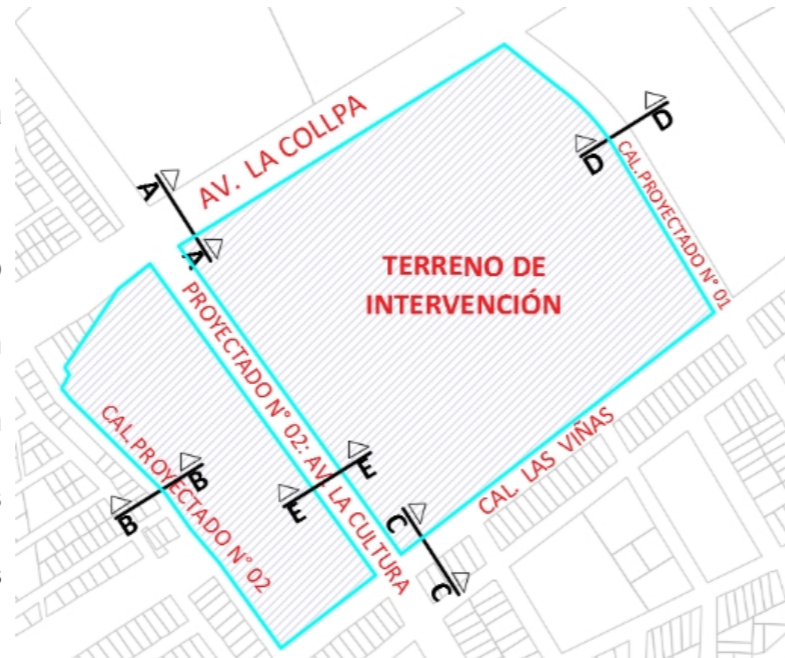 AV. LA COLLPA
D
D
CAL. PROYECTADO N° 01
A
A
TERRENO DE
INTERVENCIÓN
PROYECTADO N° 02: AV. LA CULTURA
CAL. PROYECTADO N° 02
B
B
E
E
CAL. LAS VIÑAS
C
C